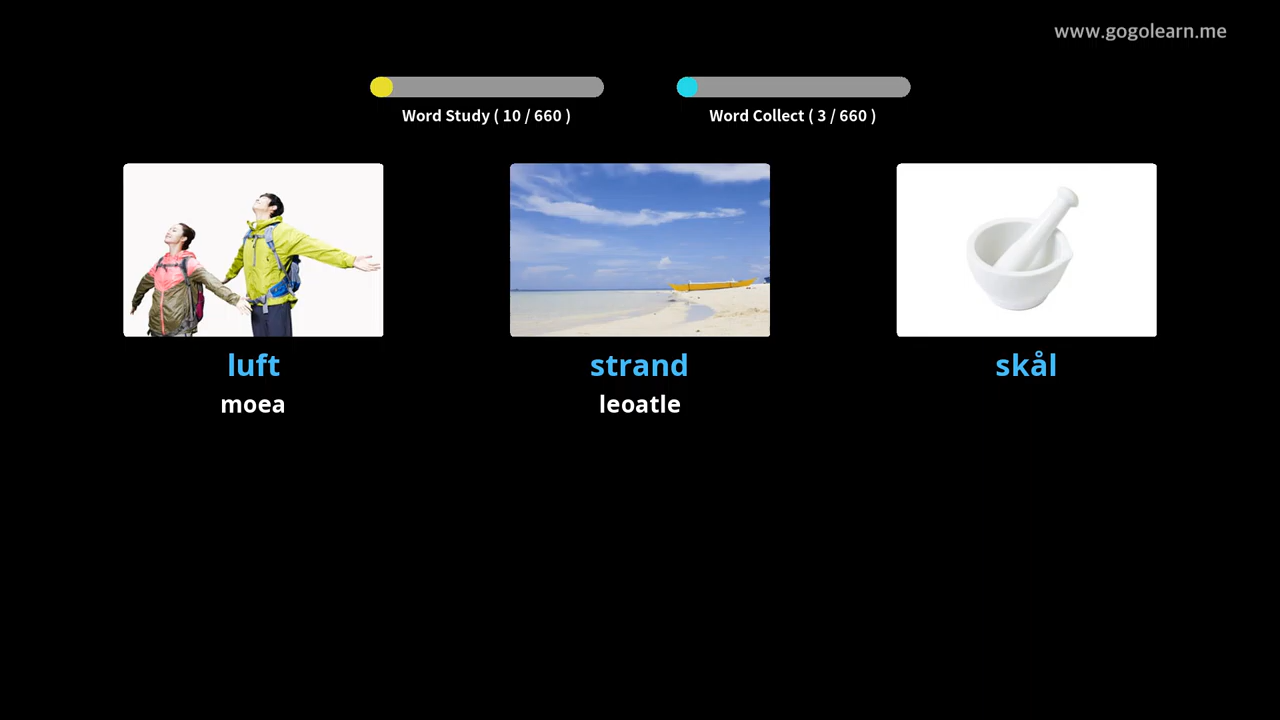 www.gogolearn.me
Word Study ( 10 / 660 )
Word Collect ( 3 / 660 )
luft
strand
skål
moea
leoatle